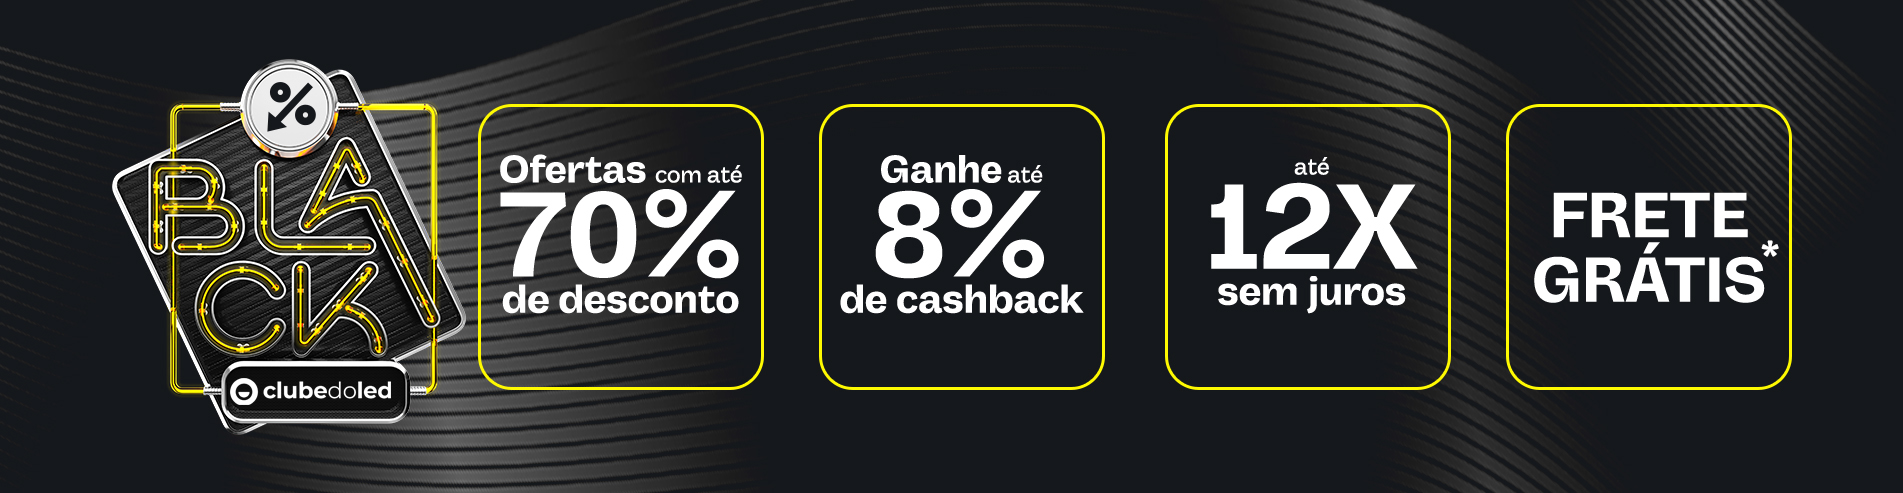 %
BLA
CK
clubedoled
Ofertas com até
70%
de desconto
Ganhe até
8%
de cashback
até
12X
sem juros
FRETE
GRÁTIS*